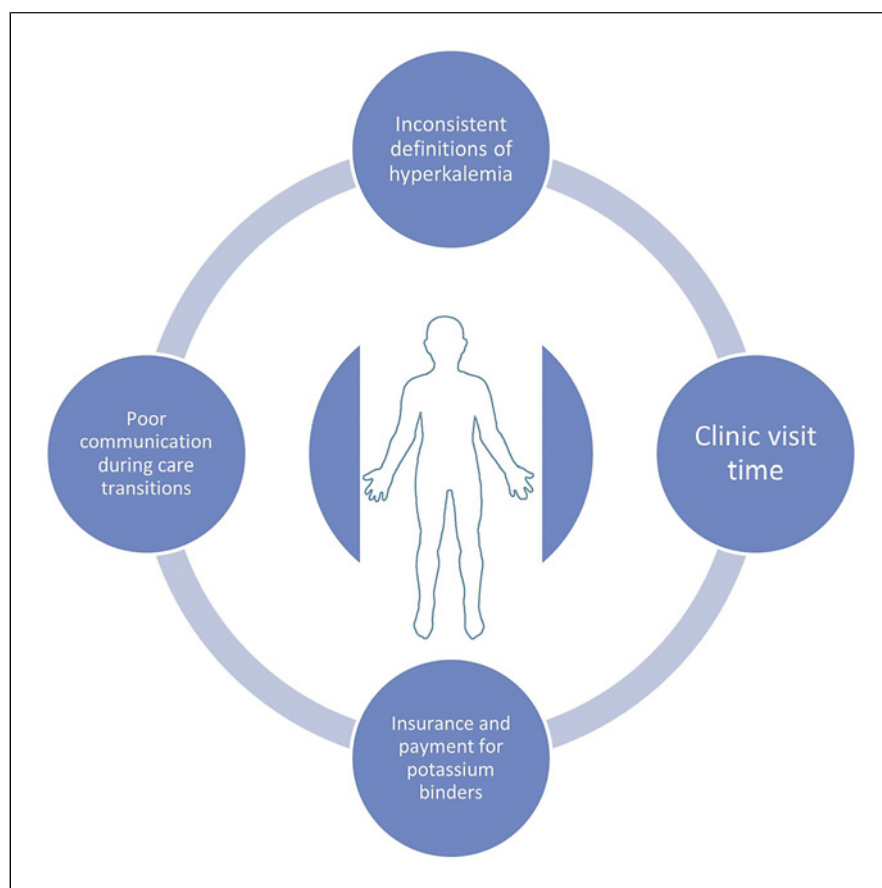 Inconsistent
definitions of
hyperkalemia
Clinic visit
time
Insurance and
payment for
potassium
binders
Poor
communication
during care
transitions